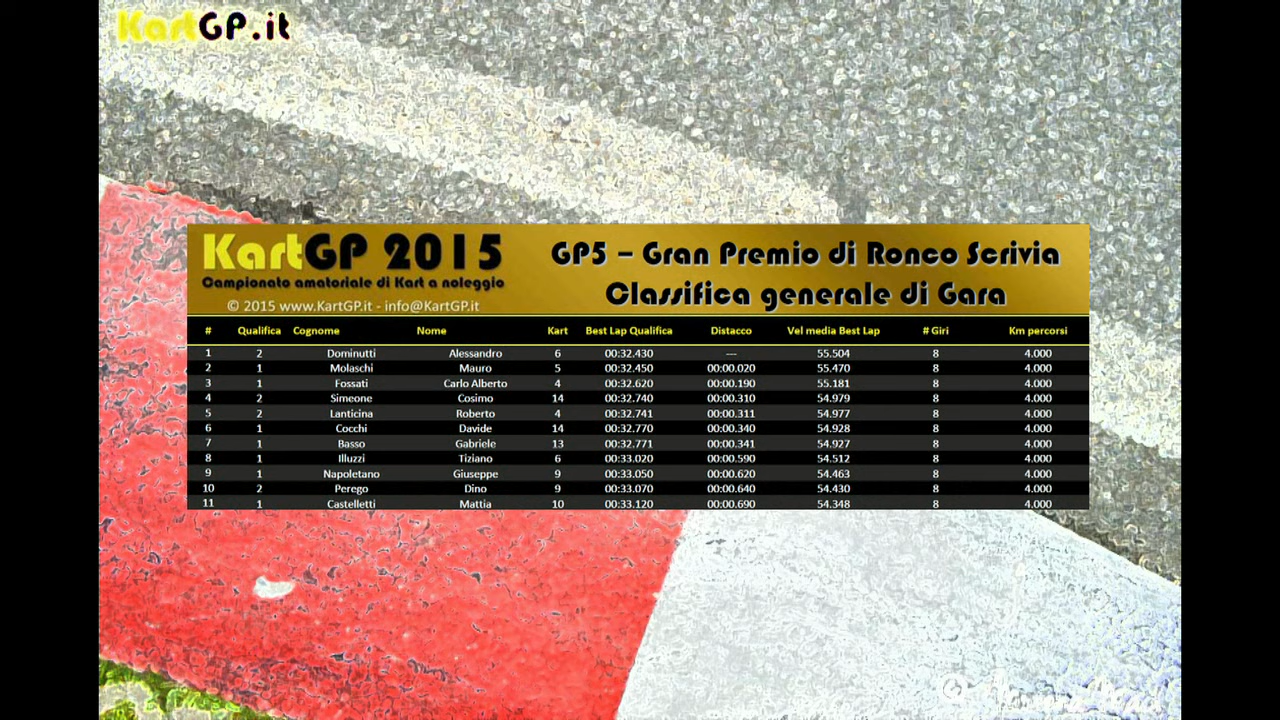 KartGP.it
KartGP 2015
Campionato amatoriale di Kart a noleggio
© 2015 www.KartGP.it - info@KartGP.it
GP5 – Gran Premio di Ronco Scrivia
Classifica generale di Gara
# Qualifica Cognome Nome Kart Best Lap Qualifica Distacco Vel media Best Lap # Giri Km percorsi
1 2 Dominutti Alessandro 6 00:32.430 --- 55.504 8 4.000
2 1 Molaschi Mauro 5 00:32.450 00:00.020 55.470 8 4.000
3 1 Fossati Carlo Alberto 4 00:32.620 00:00.190 55.181 8 4.000
4 2 Simeone Cosimo 14 00:32.740 00:00.310 54.979 8 4.000
5 2 Lanticina Roberto 4 00:32.741 00:00.311 54.977 8 4.000
6 1 Cocchi Davide 14 00:32.770 00:00.340 54.928 8 4.000
7 1 Basso Gabriele 13 00:32.771 00:00.341 54.927 8 4.000
8 1 Illuzzi Tiziano 6 00:33.020 00:00.590 54.512 8 4.000
9 1 Napoletano Giuseppe 9 00:33.050 00:00.620 54.463 8 4.000
10 2 Perego Dino 9 00:33.070 00:00.640 54.430 8 4.000
11 1 Castelletti Mattia 10 00:33.120 00:00.690 54.348 8 4.000